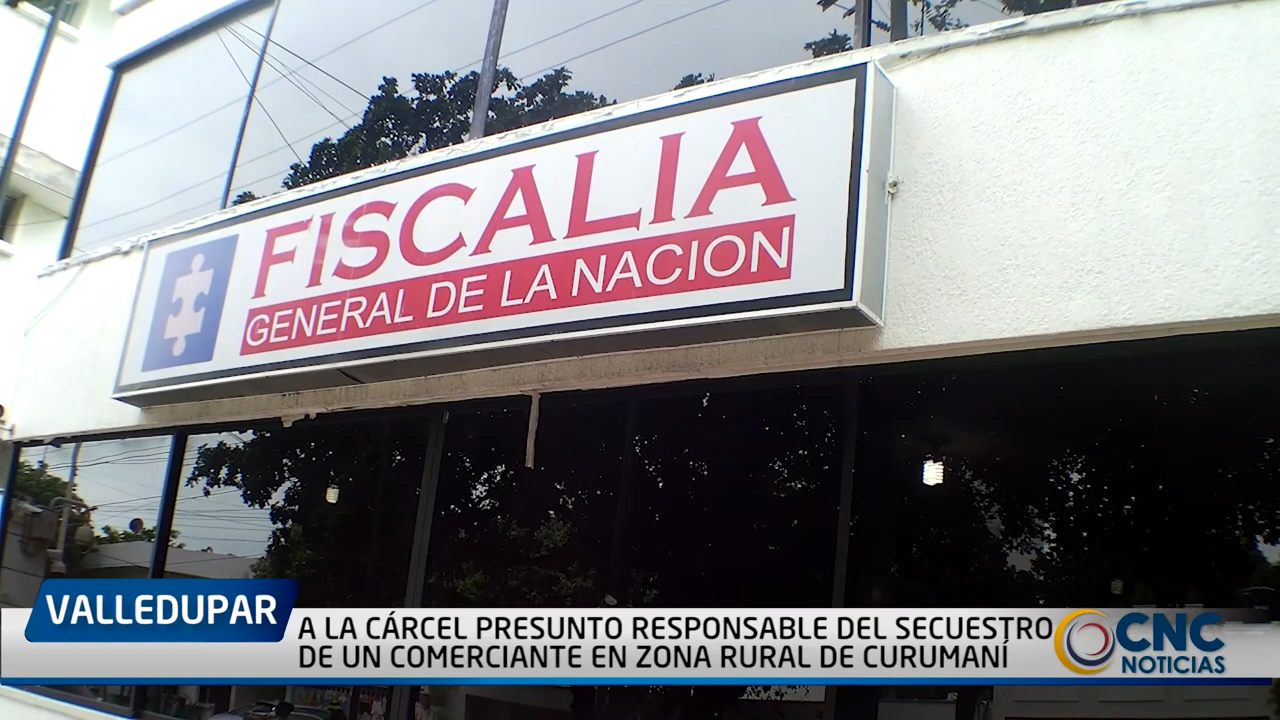 FISCALIA
GENERAL DE LA NACION
VALLEDUPAR
A LA CÁRCEL PRESUNTO RESPONSABLE DEL SECUESTRO
DE UN COMERCIANTE EN ZONA RURAL DE CURUMANÍ
CNC
NOTICIAS